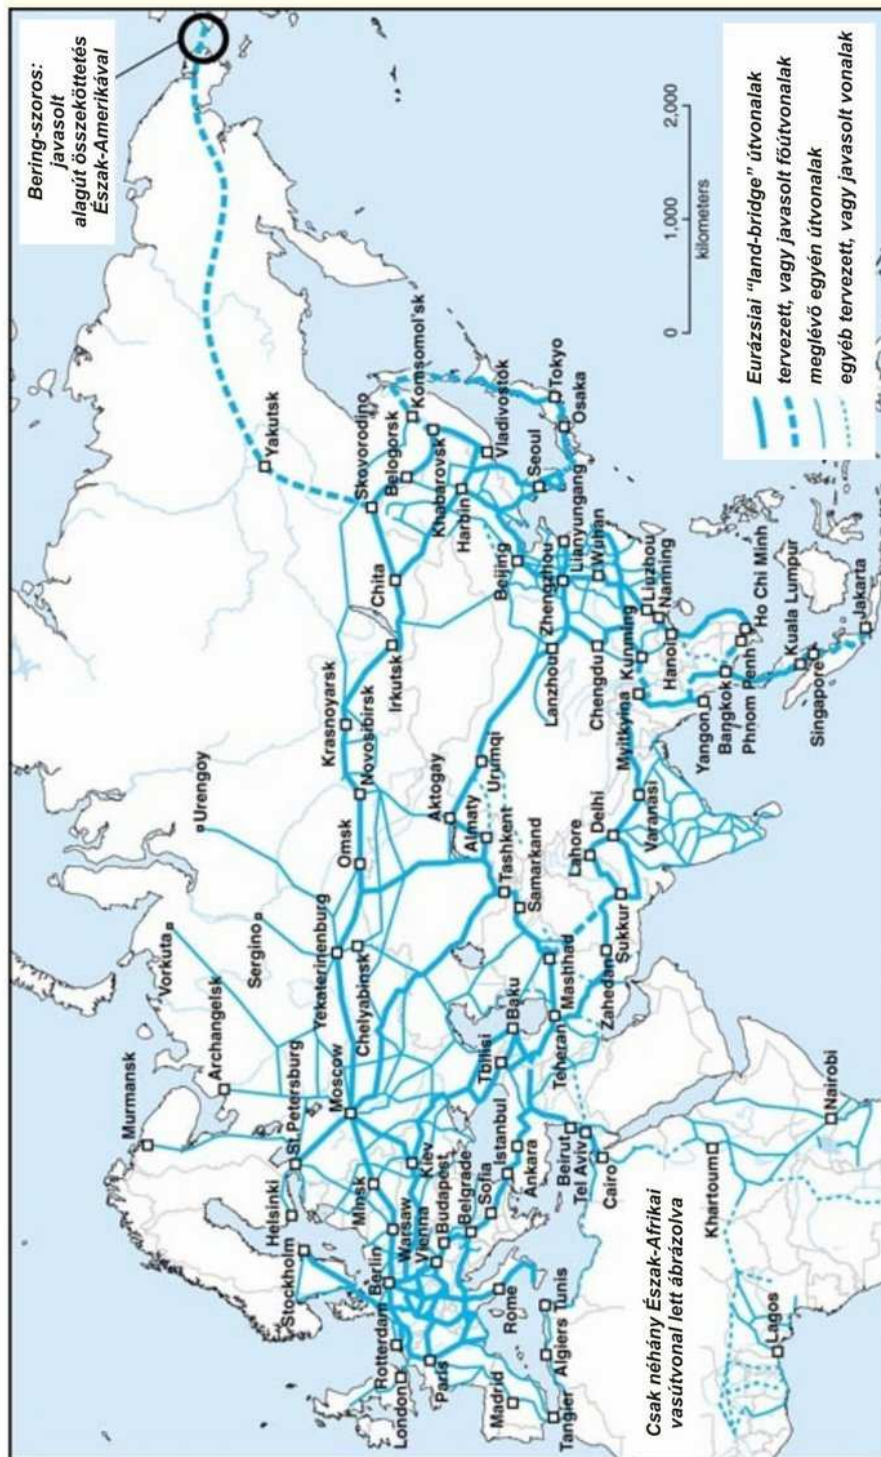 Bering-szoros:
javasolt
alagút összeköttetés
Észak-Amerikával
Murmansk
Vorkuta
Urengoy
Archangelsk
Sergino
Yakutsk
Helsinki
Stockholm
St.Petersburg
Moscow
Yekaterinenburg
Chelyabinsk
Omsk
Novosibirsk
Krasnoyarsk
Irkutsk
Chita
Skovorodino
Belogorsk
Komsomol'sk
Khabarovsk
Harbin
Vladivostok
Rotterdam
London
Paris
Berlin
Minsk
Warsaw
Vienna
Kiev
Budapest
Belgrade
Sofia
Istanbul
Ankara
Tbilisi
Baku
Aktogay
Almaty
Urumqi
Tashkent
Samarkand
Beijing
Seoul
Tokyo
Osaka
Madrid
Rome
Tangier
Algiers
Tunis
Beirut
Tel Aviv
Cairo
Teheran
Mashhad
Zahedan
Sukkur
Lahore
Delhi
Varanasi
Lanzhou
Zhengzhou
Lianyungang
Chengdu
Wuhan
Myitkyina
Kunming
Liuzhou
Nanning
Hanoi
Yangon
Bangkok
Phnom Penh
Ho Chi Minh
Kuala Lumpur
Singapore
Jakarta
Khartoum
Nairobi
Lagos
Csak néhány Észak-Afrikai
vasútvonal lett ábrázolva
0 1,000 2,000
kilometers
Eurázsiai "land-bridge" útvonalak
tervezett, vagy javasolt főútvonalak
meglévő egyén útvonalak
egyéb tervezett, vagy javasolt vonalak